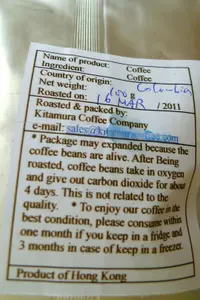 Name of product: Coffee
Ingredient: Coffee
Country of origin: Colombia
Net weight: 100 g
Roasted on: 16 MAR / 2011
Roasted & packed by:
Kitamura Coffee Company
e-mail: sales@kitamura
* Package may expanded because the
coffee beans are alive. After Being
roasted, coffee beans take in oxygen
and give out carbon dioxide for about
4 days. This is not related to the
quality. * To enjoy our coffee in the
best condition, please consume within
one month if you keep in a fridge and
3 months in case of keep in a freezer.
Product of Hong Kong